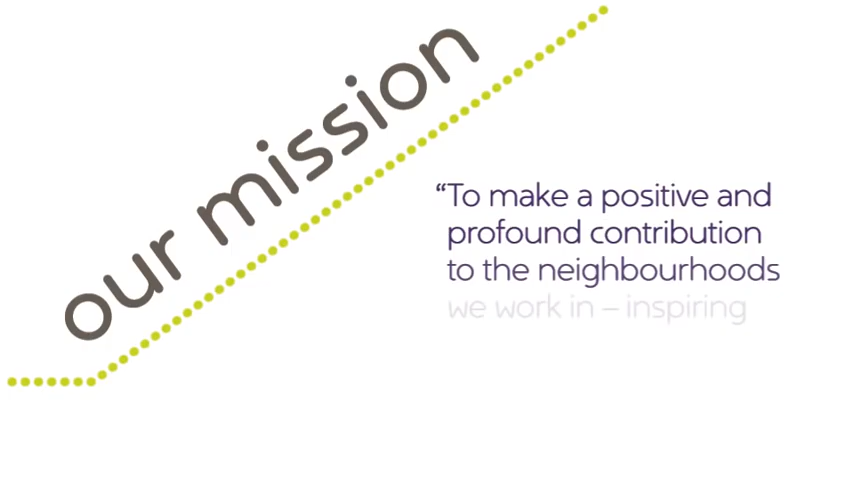 our mission
“To make a positive and
profound contribution
to the neighbourhoods
we work in – inspiring